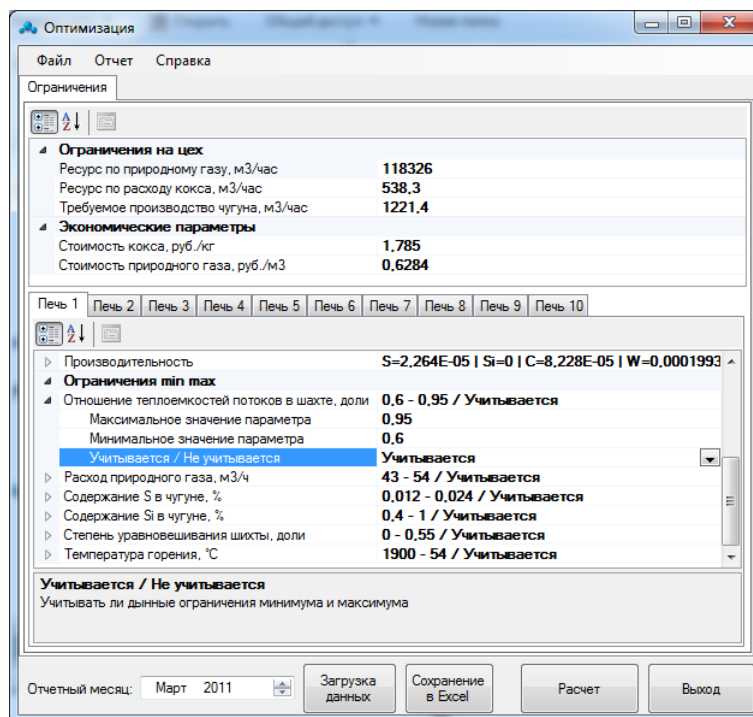 Оптимизация
Файл Отчет Справка
Ограничения
Ограничения на цех
Ресурс по природному газу, м3/час 118326
Ресурс по расходу кокса, м3/час 538,3
Требуемое производство чугуна, м3/час 1221,4
Экономические параметры
Стоимость кокса, руб./кг 1,785
Стоимость природного газа, руб./м3 0,6284
Печь 1 Печь 2 Печь 3 Печь 4 Печь 5 Печь 6 Печь 7 Печь 8 Печь 9 Печь 10
Производительность S=2,264E-05 | Si=0 | C=8,228E-05 | W=0,0001993
Ограничения min max
Отношение теплоемкостей потоков в шахте, доли 0,6 - 0,95 / Учитывается
Максимальное значение параметра 0,95
Минимальное значение параметра 0,6
Учитывается / Не учитывается Учитывается
Расход природного газа, м3/ч 43 - 54 / Учитывается
Содержание S в чугуне, % 0,012 - 0,024 / Учитывается
Содержание Si в чугуне, % 0,4 - 1 / Учитывается
Степень уравновешивания шихты, доли 0 - 0,55 / Учитывается
Температура горения, °C 1900 - 54 / Учитывается
Учитывается / Не учитывается
Учитывать ли дынные ограничения минимума и максимума
Отчетный месяц: Март 2011
Загрузка данных
Сохранение в Excel
Расчет
Выход